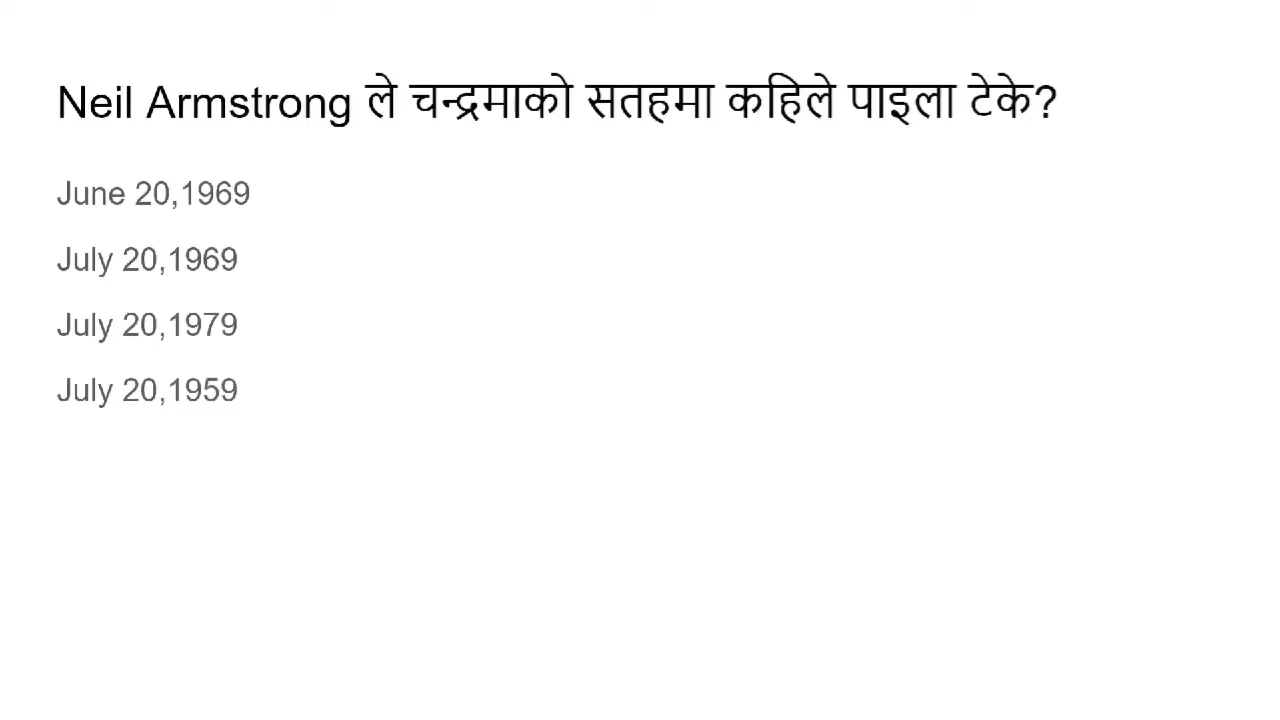 Neil Armstrong ले चन्द्रमाको सतहमा कहिले पाइला टेके?
June 20,1969
July 20,1969
July 20,1979
July 20,1959